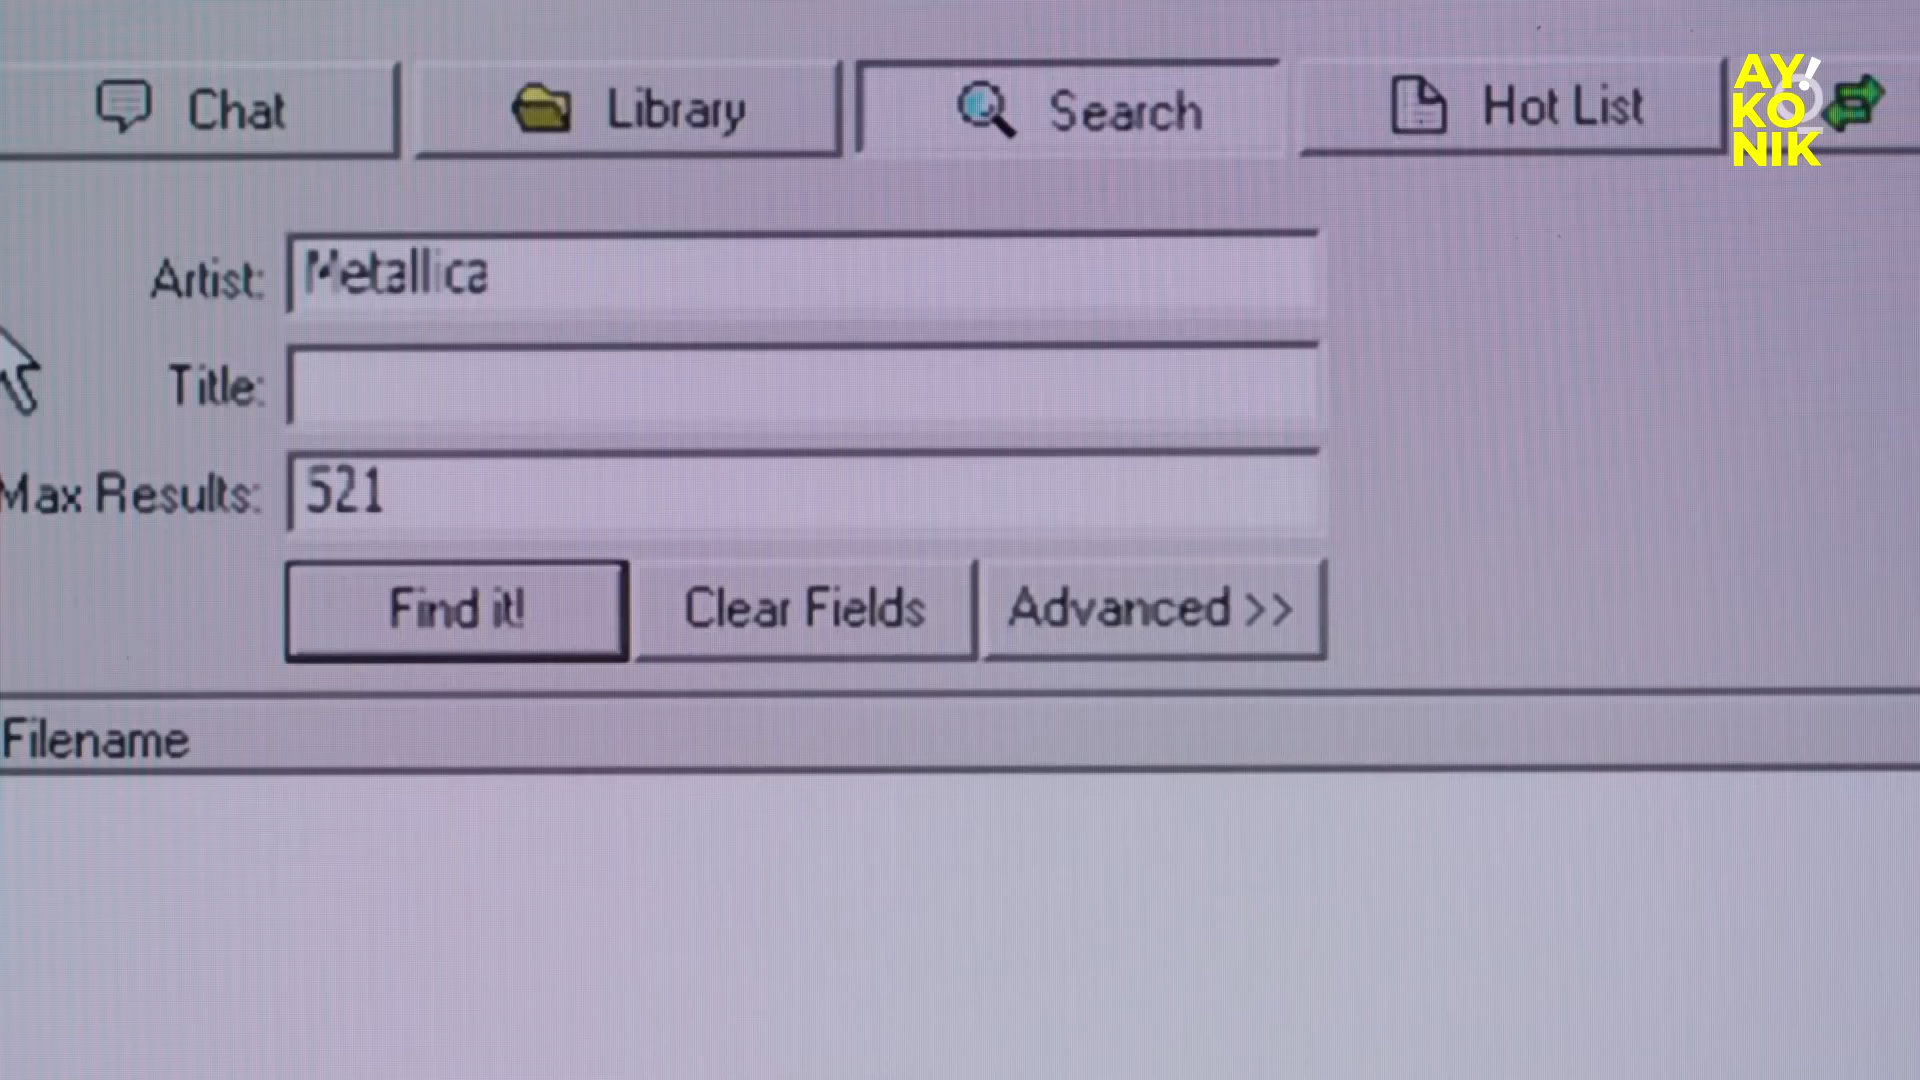 Chat
Library
Search
Hot List
AY!
KO
NIK
Artist: Metallica
Title:
Max Results: 521
Find it!
Clear Fields
Advanced >>
Filename